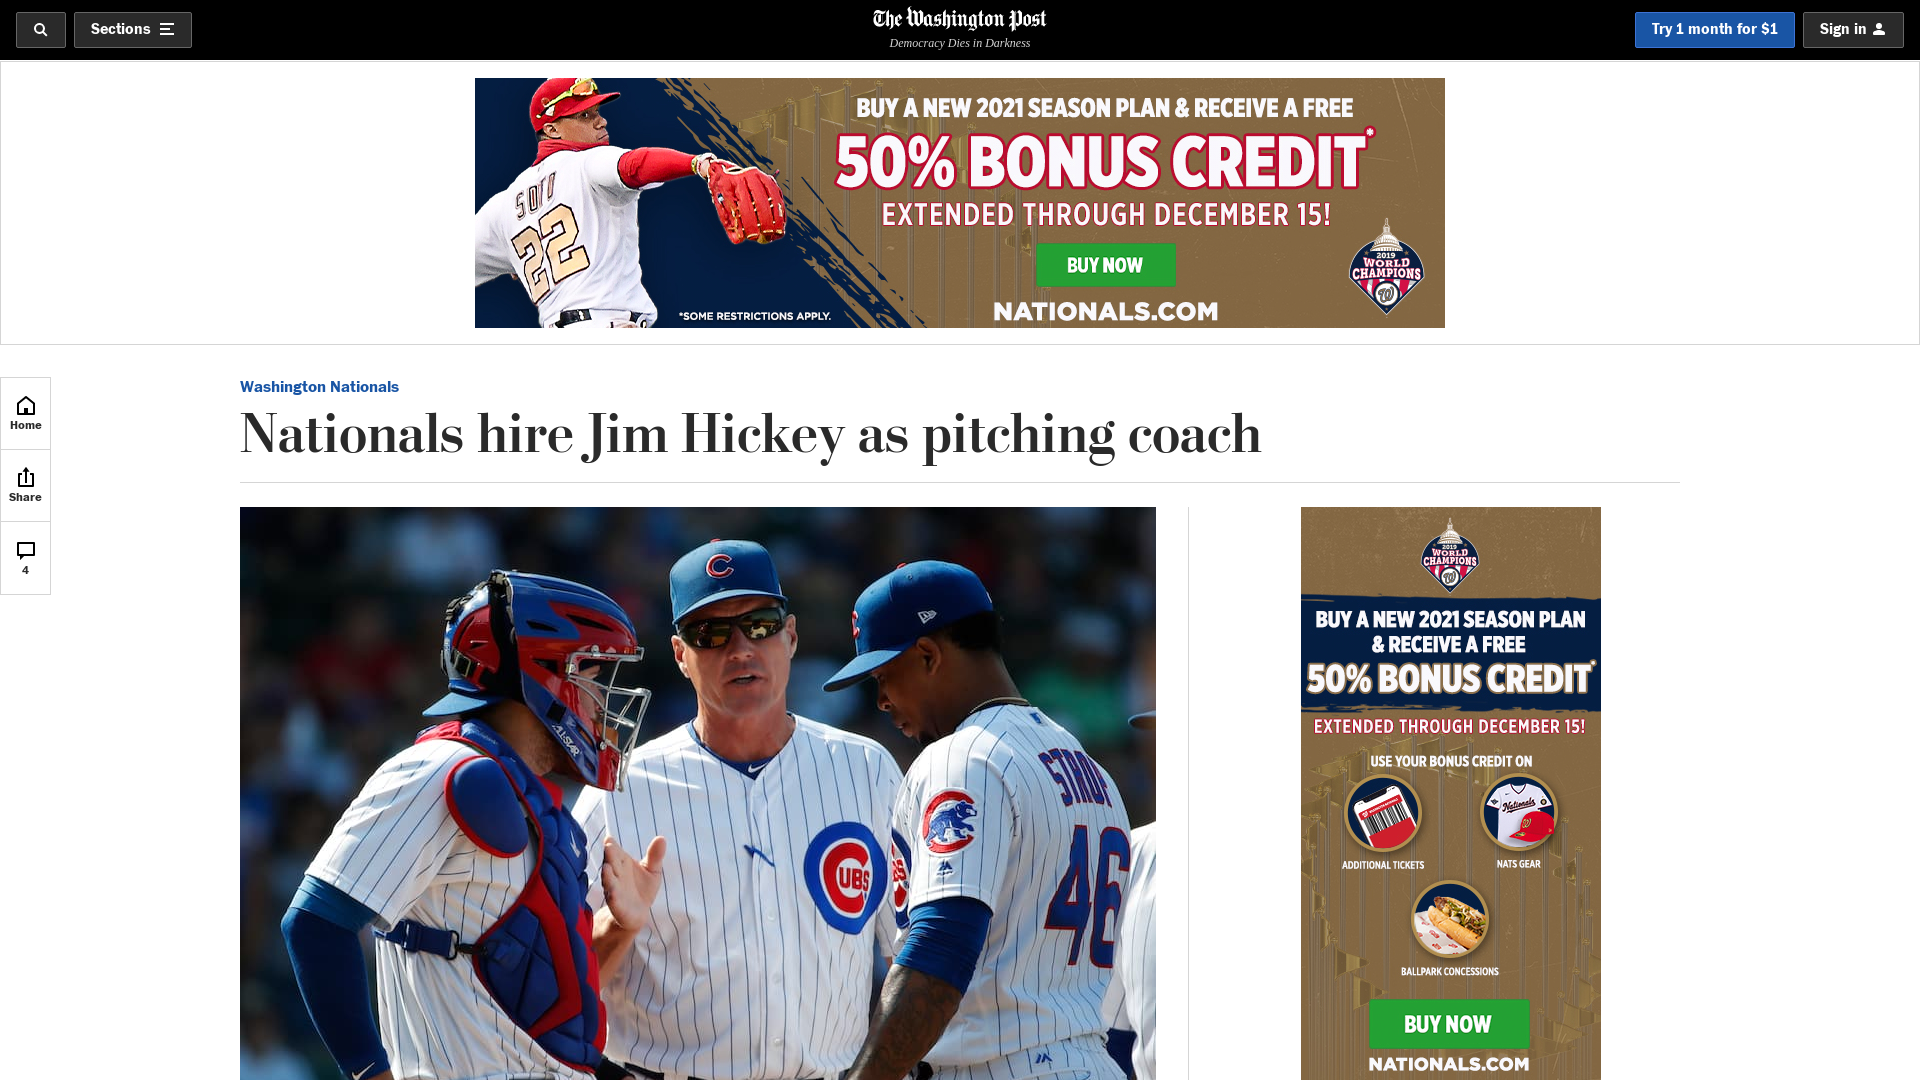 Sections
The Washington Post
Democracy Dies in Darkness
Try 1 month for $1
Sign in
BUY A NEW 2021 SEASON PLAN & RECEIVE A FREE
50% BONUS CREDIT*
EXTENDED THROUGH DECEMBER 15!
BUY NOW
NATIONALS.COM
*SOME RESTRICTIONS APPLY.
22
2019
WORLD
CHAMPIONS
W
Home
Share
4
Washington Nationals
Nationals hire Jim Hickey as pitching coach
C
ALL-STAR
CUBS
STROP
46
2019
WORLD
CHAMPIONS
W
BUY A NEW 2021 SEASON PLAN
& RECEIVE A FREE
50% BONUS CREDIT*
EXTENDED THROUGH DECEMBER 15!
USE YOUR BONUS CREDIT ON
Nationals
W
ADDITIONAL TICKETS
NATS GEAR
BALLPARK CONCESSIONS
BUY NOW
NATIONALS.COM